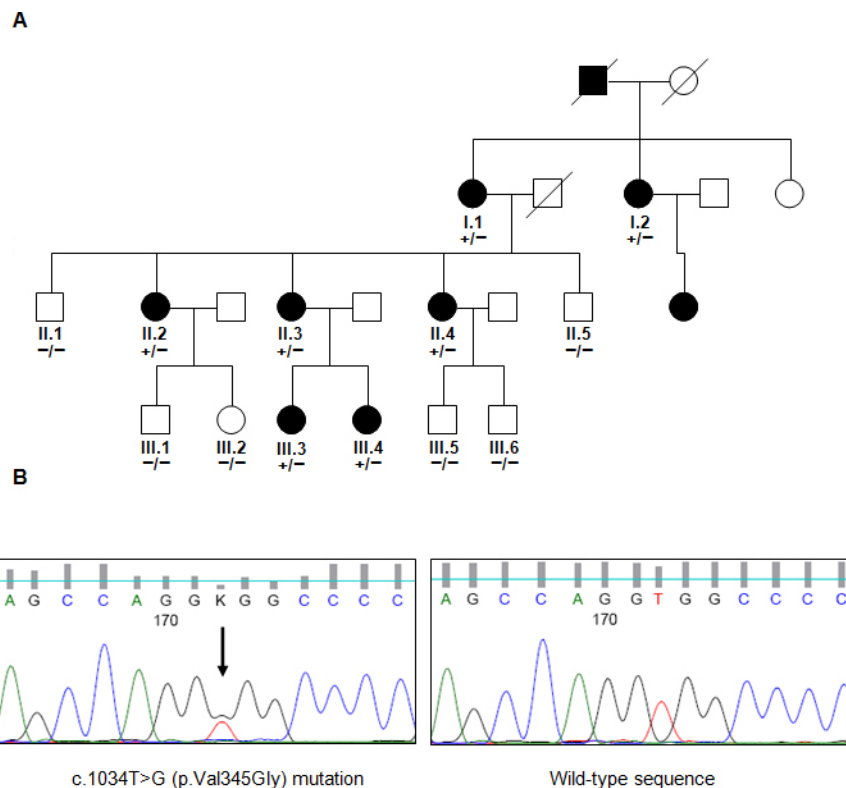 A
I.1 I.2
+/− +/−
II.1 II.2 II.3 II.4 II.5
−/− +/− +/− +/− −/−
III.1 III.2 III.3 III.4 III.5 III.6
−/− −/− +/− +/− −/− −/−
B
A G C C A G G K G G C C C C
170
A G C C A G G T G G C C C C
170
c.1034T>G (p.Val345Gly) mutation
Wild-type sequence